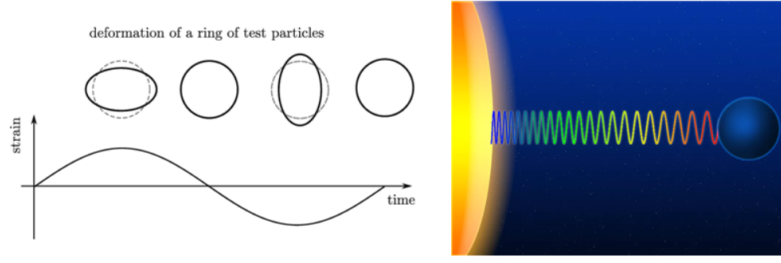 deformation of a ring of test particles
strain
time